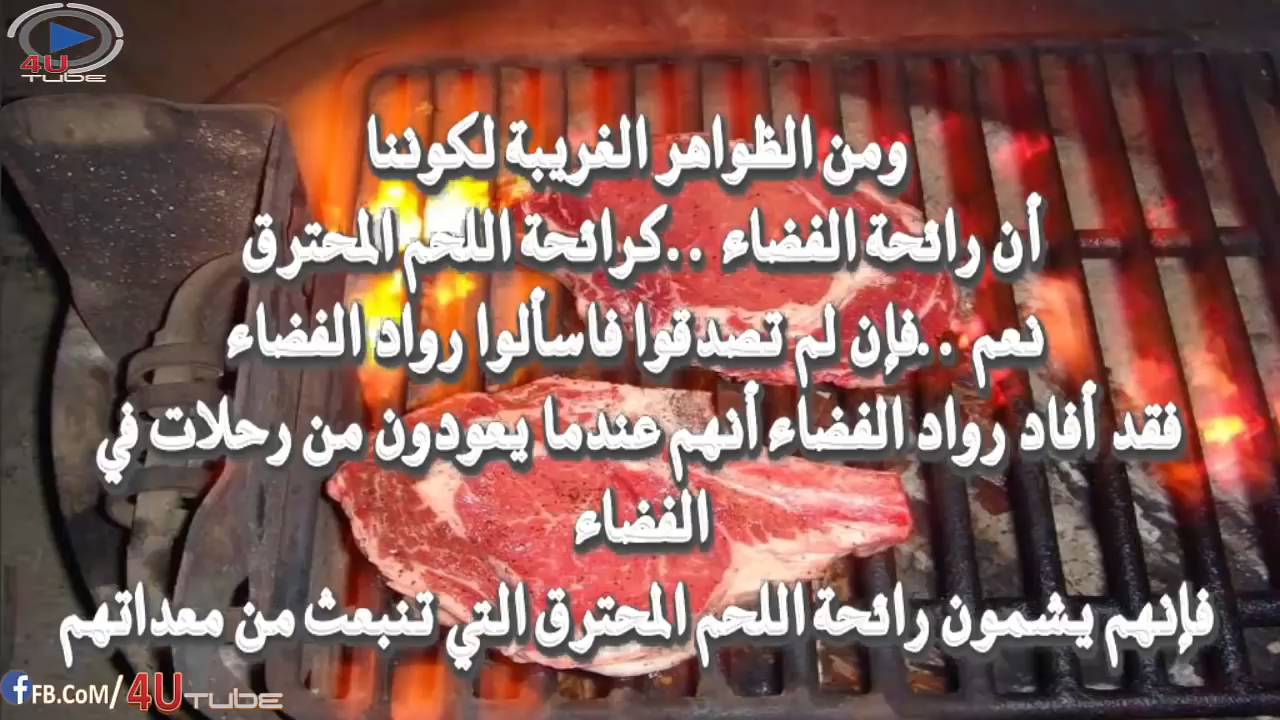 4U
TUBE
ومن الظواهر الغريبة لكوننا
أن رائحة الفضاء ..كرائحة اللحم المحترق
نعم ..فإن لم تصدقوا فاسألوا رواد الفضاء
فقد أفاد رواد الفضاء أنهم عندما يعودون من رحلات في
الفضاء
فإنهم يشمون رائحة اللحم المحترق التي تنبعث من معداتهم
f FB.COM/4UTUBE